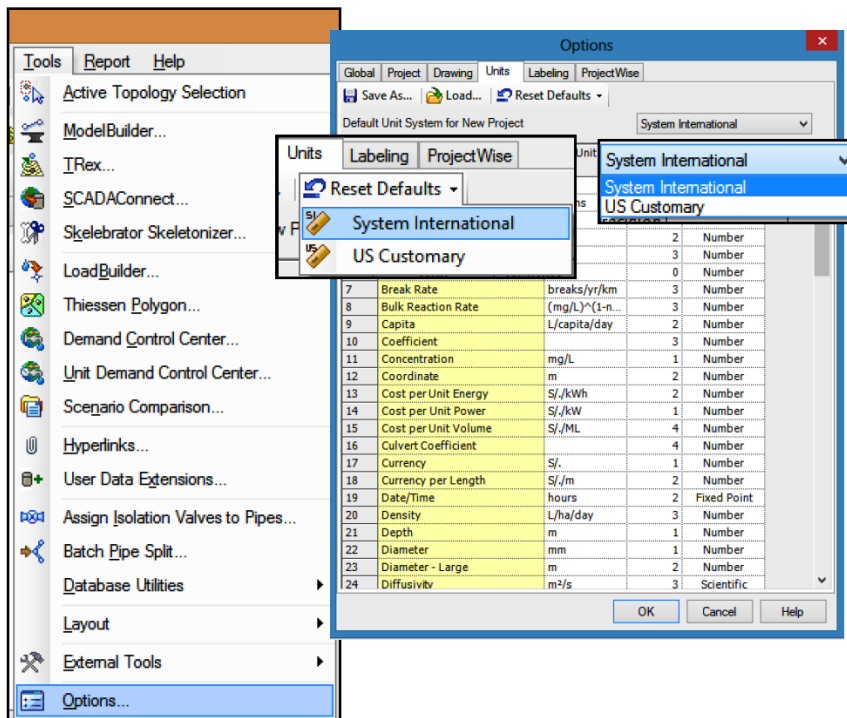 Tools Report Help
Active Topology Selection
ModelBuilder...
TRex...
SCADAConnect...
Skelebrator Skeletonizer...
LoadBuilder...
Thiessen Polygon...
Demand Control Center...
Unit Demand Control Center...
Scenario Comparison...
Hyperlinks...
User Data Extensions...
Assign Isolation Valves to Pipes...
Batch Pipe Split...
Database Utilities
Layout
External Tools
Options...
Options
Global Project Drawing Units Labeling ProjectWise
Save As... Load... Reset Defaults
Default Unit System for New Project System International
Units Labeling ProjectWise
Reset Defaults
SI System International
US US Customary
Unit
System International
System International
US Customary
2 Number
3 Number
0 Number
7 Break Rate breaks/yr/km 3 Number
8 Bulk Reaction Rate (mg/L)^(1-n... 3 Number
9 Capita L/capita/day 2 Number
10 Coefficient 3 Number
11 Concentration mg/L 1 Number
12 Coordinate m 2 Number
13 Cost per Unit Energy S/./kWh 2 Number
14 Cost per Unit Power S/./kW 1 Number
15 Cost per Unit Volume S/./ML 4 Number
16 Culvert Coefficient 4 Number
17 Currency S/. 1 Number
18 Currency per Length S/./m 2 Number
19 Date/Time hours 2 Fixed Point
20 Density L/ha/day 3 Number
21 Depth m 1 Number
22 Diameter mm 1 Number
23 Diameter - Large m 2 Number
24 Diffusivity m²/s 3 Scientific
OK Cancel Help